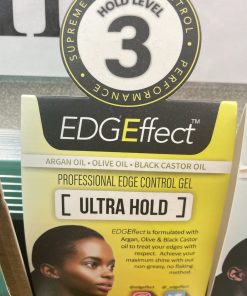 HOLD LEVEL
3
SUPREME PERFORMANCE
EDGEffect™
ARGAN OIL • OLIVE OIL • BLACK CASTOR OIL
PROFESSIONAL EDGE CONTROL GEL
[ ULTRA HOLD ]
EDGEffect is formulated with
Argan, Olive & Black Castor
oil to treat your edges with
respect. Achieve your
maximum shine with our
non-greasy, no flaking
method.